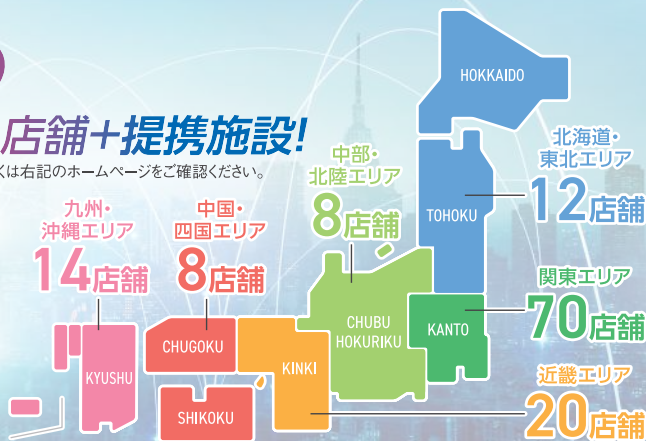 店舗+提携施設!
くは右記のホームページをご確認ください。
HOKKAIDO
北海道・
東北エリア
12店舗
中部・
北陸エリア
8店舗
TOHOKU
九州・
沖縄エリア
14店舗
中国・
四国エリア
8店舗
関東エリア
70店舗
CHUBU
HOKURIKU
KANTO
CHUGOKU
KINKI
KYUSHU
近畿エリア
20店舗
SHIKOKU